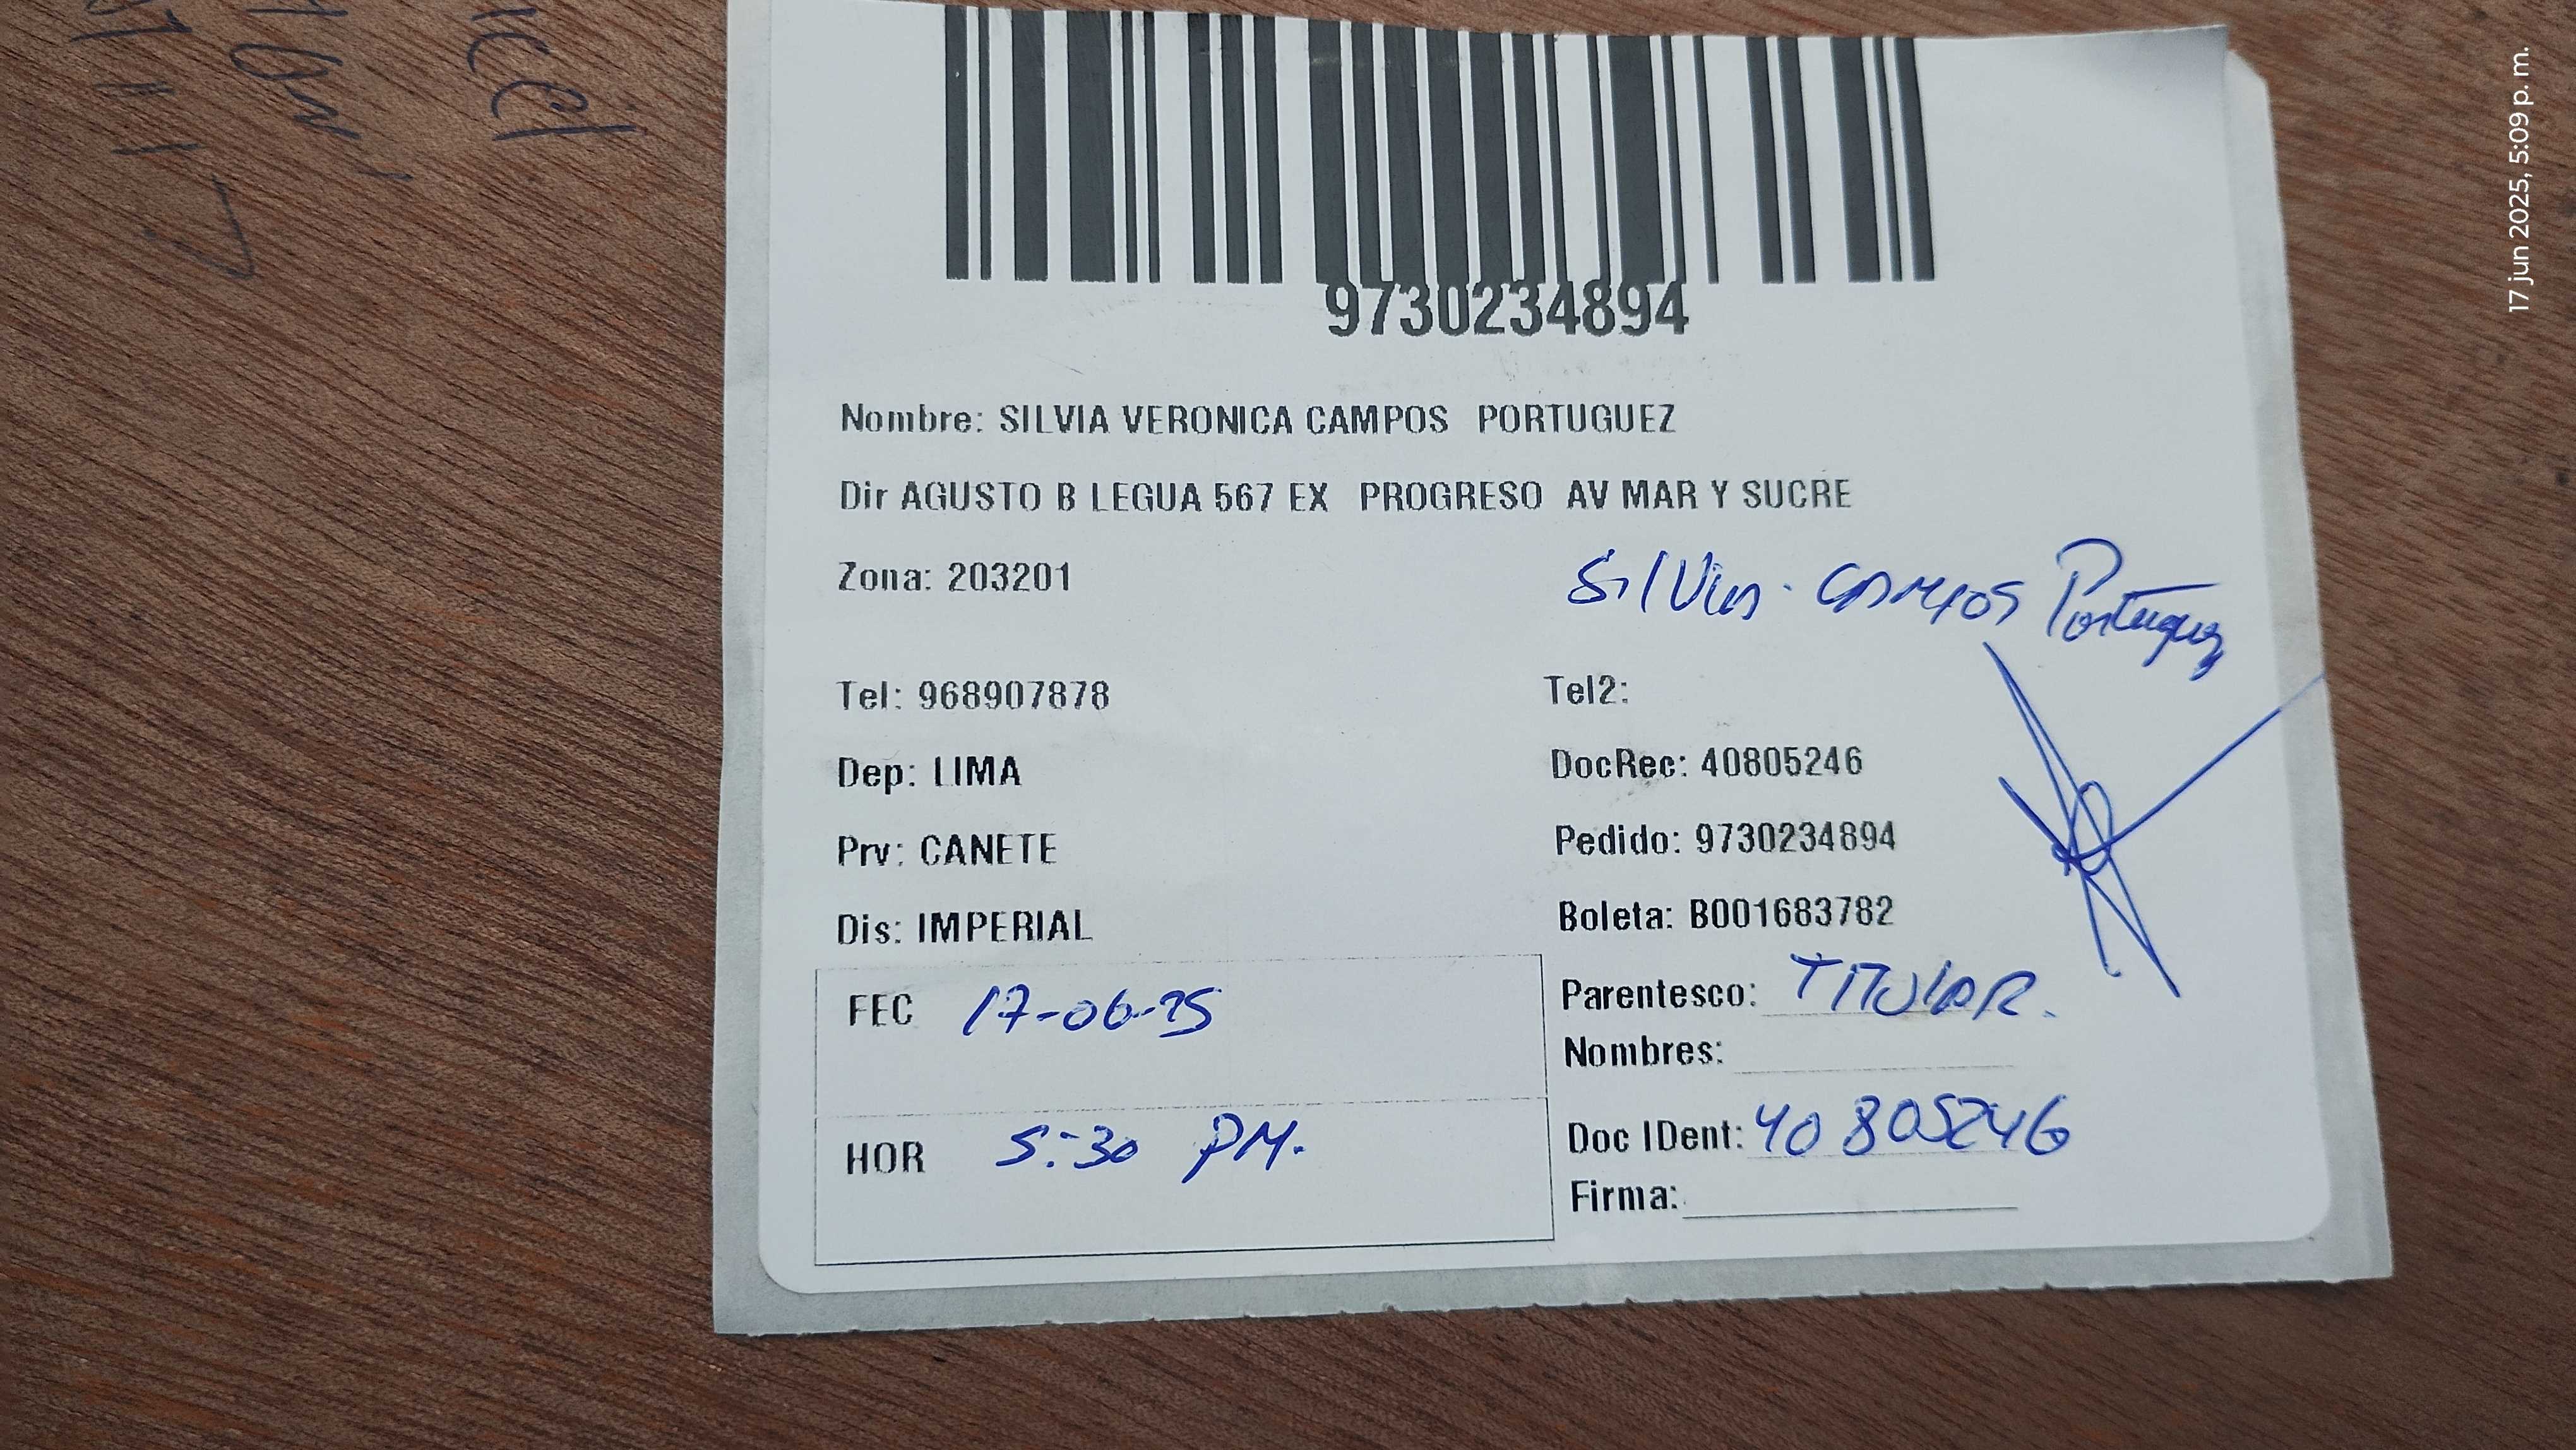 17 jun 2025, 5:09 p. m.
9730234894
Nombre: SILVIA VERONICA CAMPOS PORTUGUEZ
Dir AGUSTO B LEGUA 567 EX PROGRESO AV MAR Y SUCRE
Zona: 203201
Silvia. Campos Portuguez
Tel: 968907878
Tel2:
Dep: LIMA
DocRec: 40805246
Prv: CANETE
Pedido: 9730234894
Dis: IMPERIAL
Boleta: B001683782
FEC 17-06-25
Parentesco: TITULAR.
Nombres:
HOR 5:30 PM.
Doc IDent: 40805246
Firma: